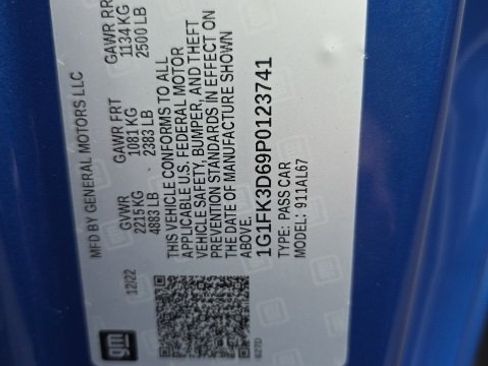 MFD BY GENERAL MOTORS LLC
GVWR GAWR FRT GAWR RR
2215 KG 1081 KG 1134 KG
4883 LB 2383 LB 2500 LB
THIS VEHICLE CONFORMS TO ALL
APPLICABLE U.S. FEDERAL MOTOR
VEHICLE SAFETY, BUMPER, AND THEFT
PREVENTION STANDARDS IN EFFECT ON
THE DATE OF MANUFACTURE SHOWN
ABOVE.
12/22
1G1FK3D69P0123741
TYPE: PASS CAR
MODEL: 911AL67
gm